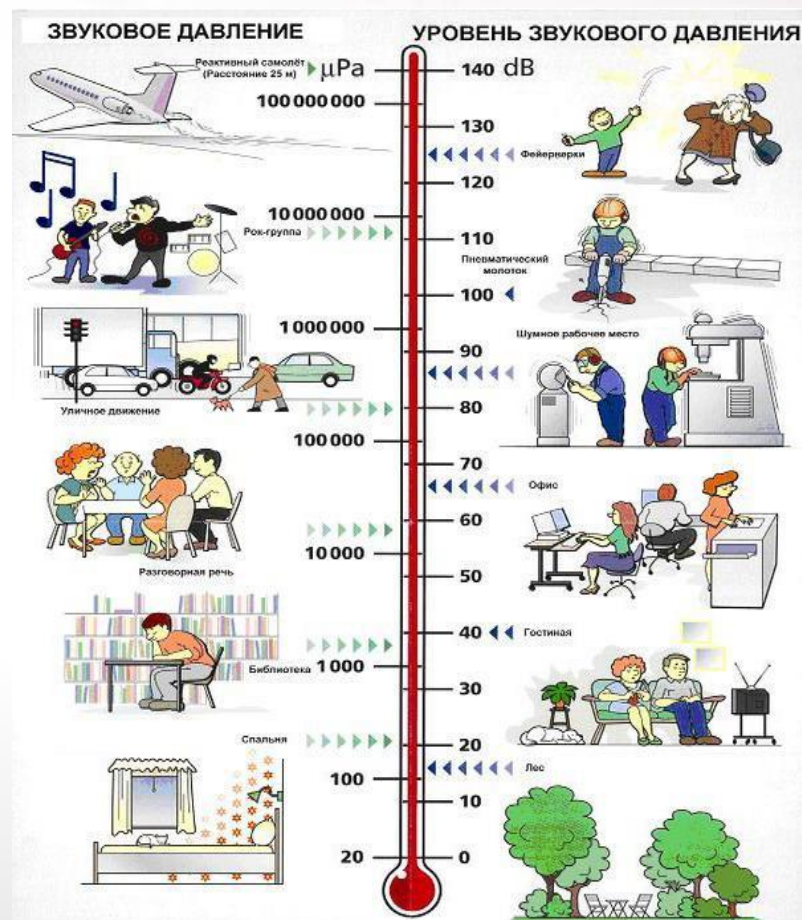 ЗВУКОВОЕ ДАВЛЕНИЕ
УРОВЕНЬ ЗВУКОВОГО ДАВЛЕНИЯ
Реактивный самолёт
(Расстояние 25 м)
µPa
140 dB
100 000 000
130
Фейерверки
120
10 000 000
Рок-группа
110
Пневматический
молоток
100
1 000 000
Шумное рабочее место
90
Уличное движение
80
100 000
70
Офис
60
10 000
Разговорная речь
50
40
Гостиная
Библиотека
1 000
30
Спальня
20
Лес
100
10
20
0